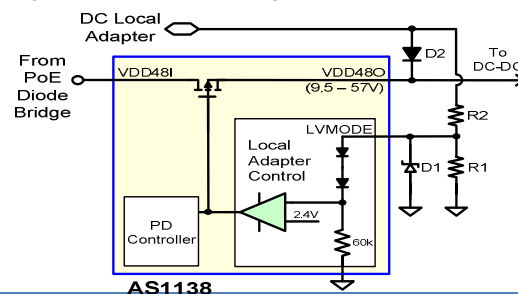 DC Local
Adapter
D2
To
DC-DC
From
PoE
Diode
Bridge
VDD48I
VDD48O
(9.5 – 57V)
R2
LVMODE
Local
Adapter
Control
D1
R1
2.4V
PD
Controller
60k
AS1138